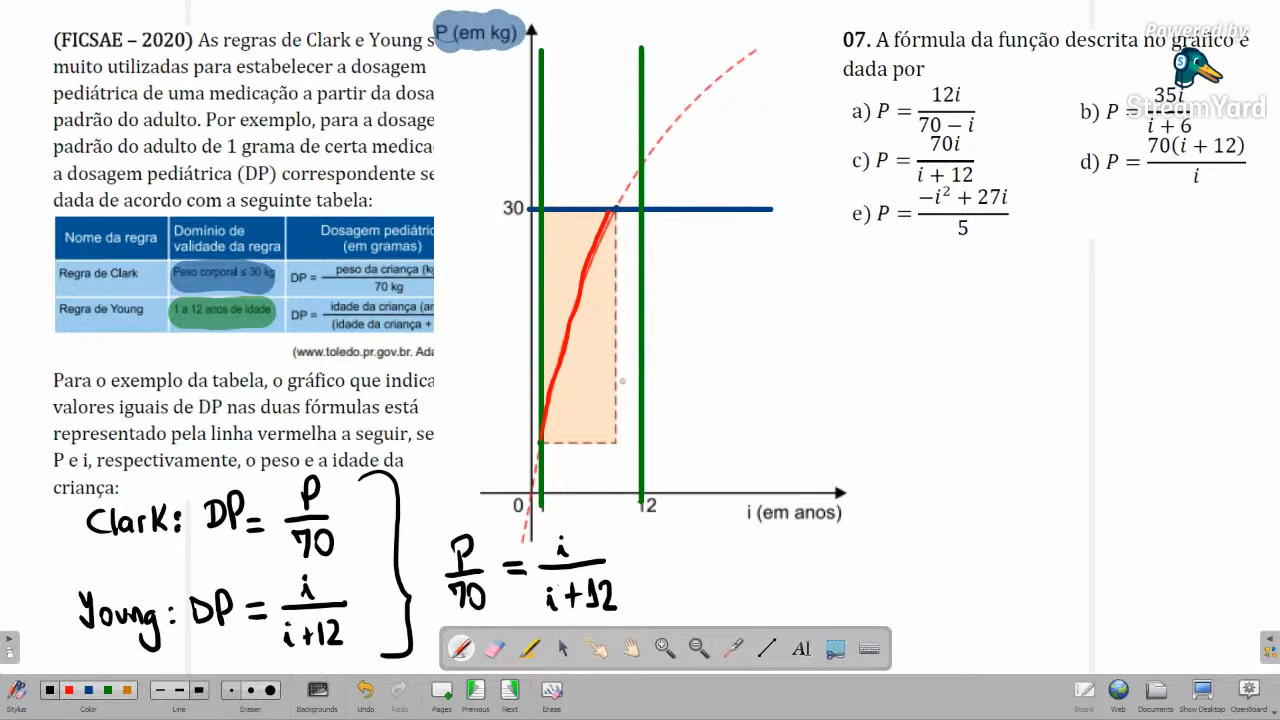 (FICSAE – 2020) As regras de Clark e Young s
muito utilizadas para estabelecer a dosagem
pediátrica de uma medicação a partir da dosa
padrão do adulto. Por exemplo, para a dosage
padrão do adulto de 1 grama de certa medica
a dosagem pediátrica (DP) correspondente se
dada de acordo com a seguinte tabela:
Nome da regra
Domínio de
validade da regra
Dosagem pediátric
(em gramas)
Regra de Clark
Peso corporal ≤ 30 kg
DP = peso da criança (k
70 kg
Regra de Young
1 a 12 anos de idade
DP = idade da criança (ar
(idade da criança +
(www.toledo.pr.gov.br. Ada
Para o exemplo da tabela, o gráfico que indica
valores iguais de DP nas duas fórmulas está
representado pela linha vermelha a seguir, se
P e i, respectivamente, o peso e a idade da
criança:
Clark: DP = P/70
Young: DP = i/(i+12)
P/70 = i/(i+12)
P (em kg)
30
0
12
i (em anos)
07. A fórmula da função descrita no gráfico é
dada por
a) P = 12i/(70 − i)
b) P = 35i/(i + 6)
c) P = 70i/(i + 12)
d) P = 70(i + 12)/i
e) P = (−i² + 27i)/5
Powered by
S
StreamYard
AI
Stylus
Color
Line
Eraser
Backgrounds
Undo
Redo
Pages
Previous
Next
Erase
Board
Web
Documents
Show Desktop
OpenBoard